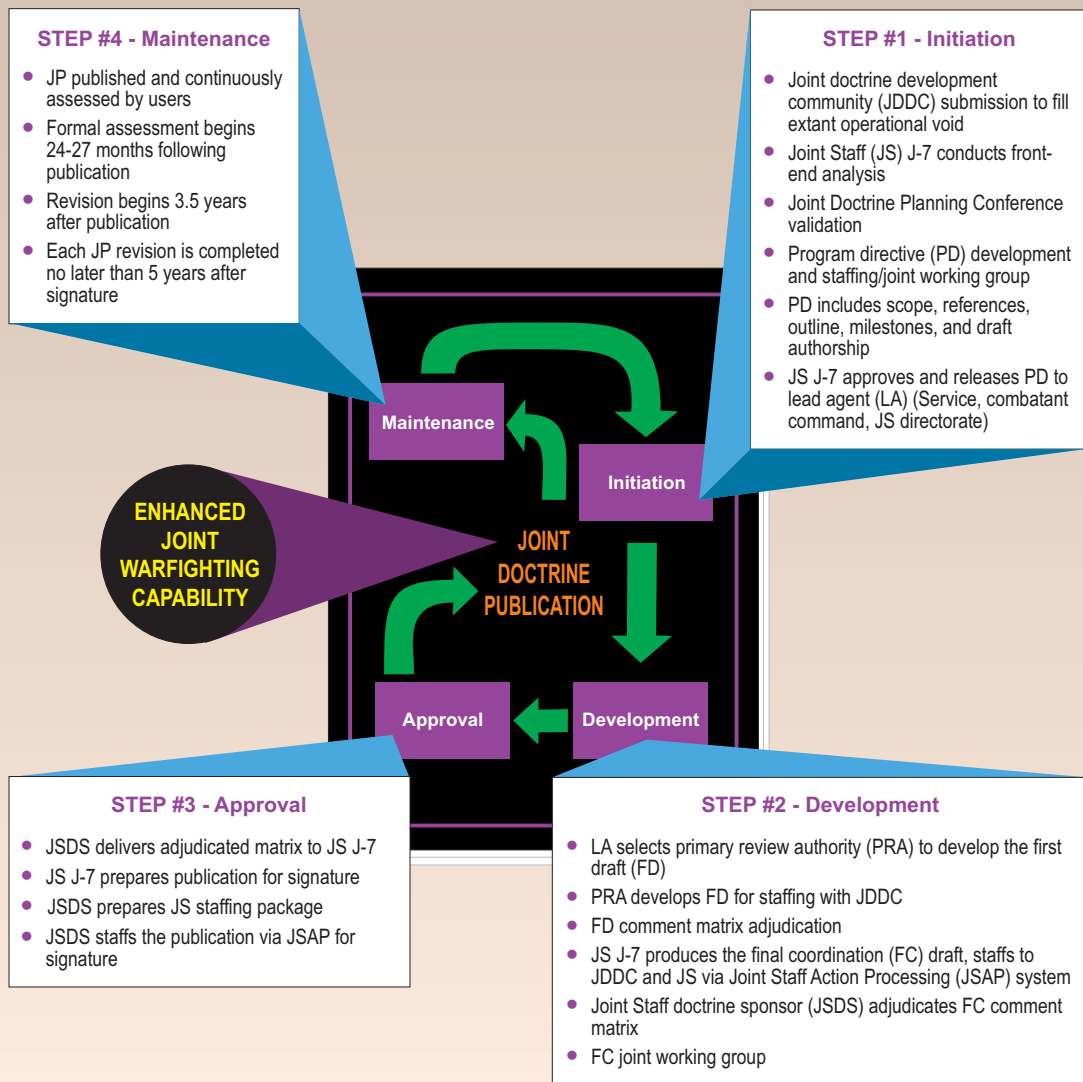 STEP #4 - Maintenance
• JP published and continuously
assessed by users
• Formal assessment begins
24-27 months following
publication
• Revision begins 3.5 years
after publication
• Each JP revision is completed
no later than 5 years after
signature
STEP #1 - Initiation
• Joint doctrine development
community (JDDC) submission to fill
extant operational void
• Joint Staff (JS) J-7 conducts front-
end analysis
• Joint Doctrine Planning Conference
validation
• Program directive (PD) development
and staffing/joint working group
• PD includes scope, references,
outline, milestones, and draft
authorship
• JS J-7 approves and releases PD to
lead agent (LA) (Service, combatant
command, JS directorate)
Maintenance
Initiation
ENHANCED
JOINT
WARFIGHTING
CAPABILITY
JOINT
DOCTRINE
PUBLICATION
Approval
Development
STEP #3 - Approval
• JSDS delivers adjudicated matrix to JS J-7
• JS J-7 prepares publication for signature
• JSDS prepares JS staffing package
• JSDS staffs the publication via JSAP for
signature
STEP #2 - Development
• LA selects primary review authority (PRA) to develop the first
draft (FD)
• PRA develops FD for staffing with JDDC
• FD comment matrix adjudication
• JS J-7 produces the final coordination (FC) draft, staffs to
JDDC and JS via Joint Staff Action Processing (JSAP) system
• Joint Staff doctrine sponsor (JSDS) adjudicates FC comment
matrix
• FC joint working group